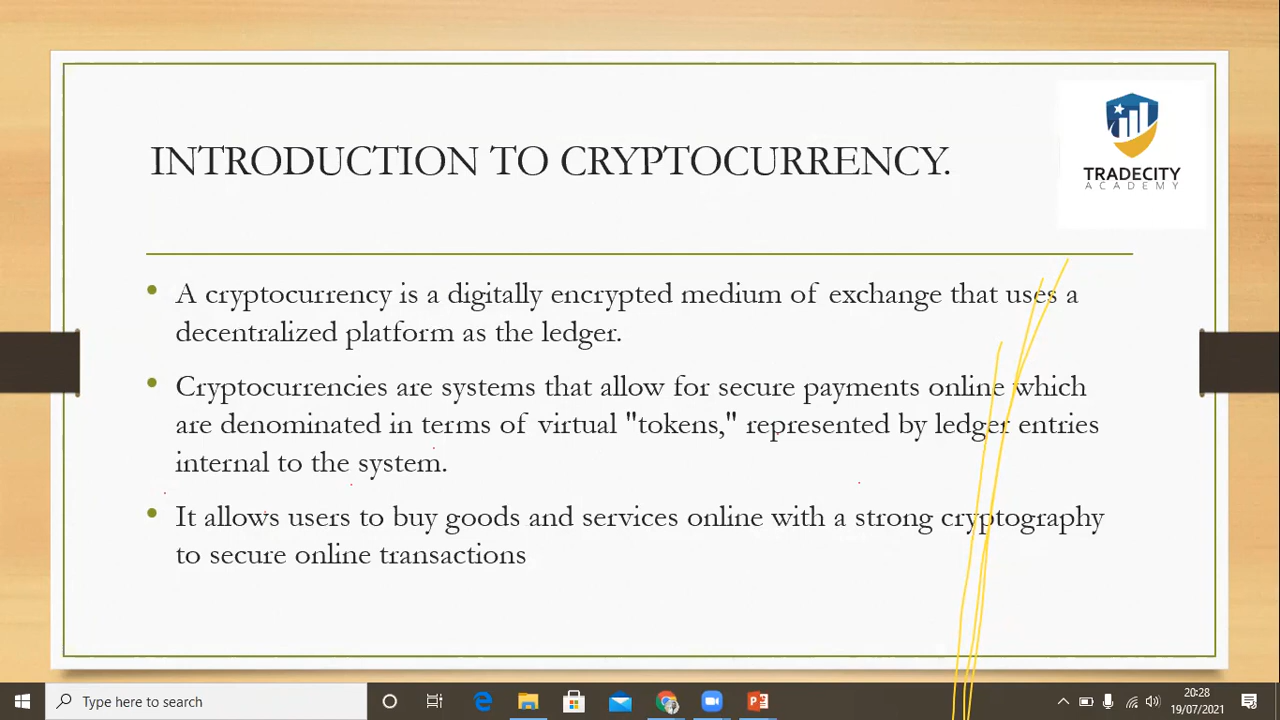 INTRODUCTION TO CRYPTOCURRENCY.
TRADECITY
ACADEMY
• A cryptocurrency is a digitally encrypted medium of exchange that uses a
decentralized platform as the ledger.
• Cryptocurrencies are systems that allow for secure payments online which
are denominated in terms of virtual "tokens," represented by ledger entries
internal to the system.
• It allows users to buy goods and services online with a strong cryptography
to secure online transactions
Type here to search
20:28
19/07/2021